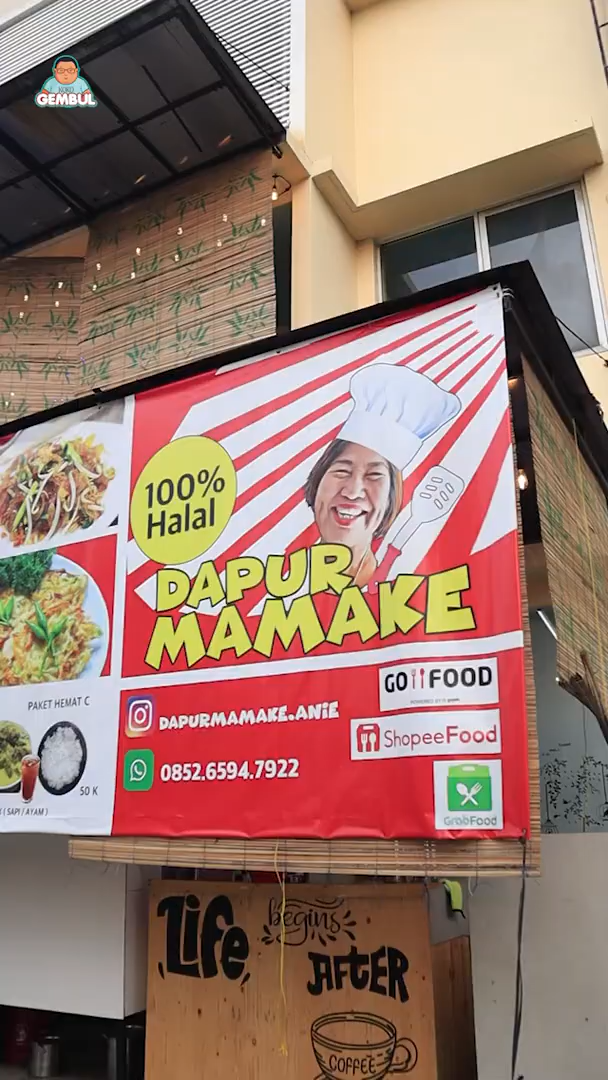 KOKO
GEMBUL
100%
Halal
DAPUR
MAMAKE
PAKET HEMAT C
50 K
( SAPI / AYAM )
DAPURMAMAKE.ANIE
0852.6594.7922
GO FOOD
ShopeeFood
GrabFood
Life
begins
AFTER
COFFEE